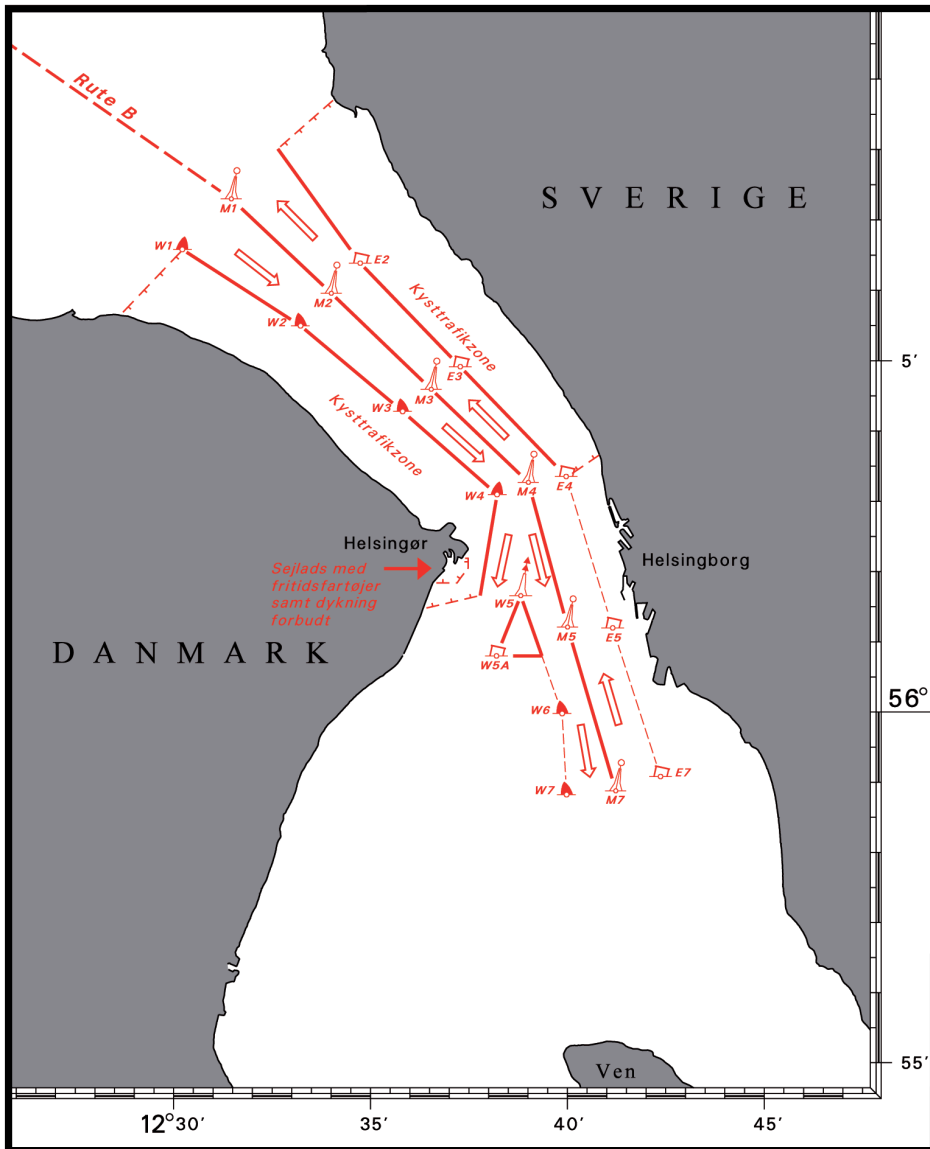 Rute B
SVERIGE
M1
W1
E2
M2
W2
Kysttrafikzone
5'
E3
M3
W3
Kysttrafikzone
M4
E4
W4
Helsingør
Helsingborg
Sejlads med
fritidsfartøjer
samt dykning
forbudt
W5
M5
E5
DANMARK
W5A
56°
W6
E7
W7
M7
55'
Ven
12°30'
35'
40'
45'